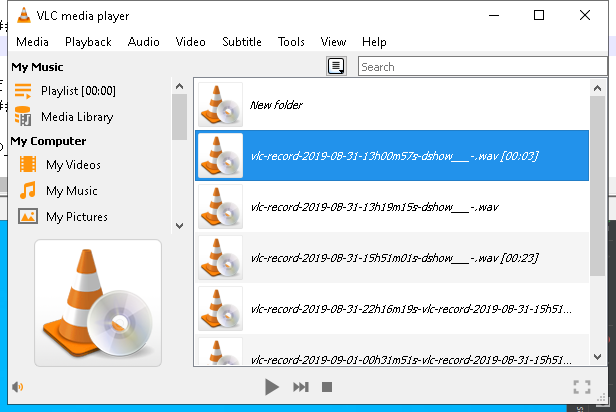 VLC media player
Media Playback Audio Video Subtitle Tools View Help
My Music
Search
Playlist [00:00]
Media Library
My Computer
My Videos
My Music
My Pictures
New folder
vlc-record-2019-08-31-13h00m57s-dshow___-.wav [00:03]
vlc-record-2019-08-31-13h19m15s-dshow___-.wav
vlc-record-2019-08-31-15h51m01s-dshow___-.wav [00:23]
vlc-record-2019-08-31-22h16m19s-vlc-record-2019-08-31-15h51...
vlc-record-2019-09-01-00h31m51s-vlc-record-2019-08-31-15h51...